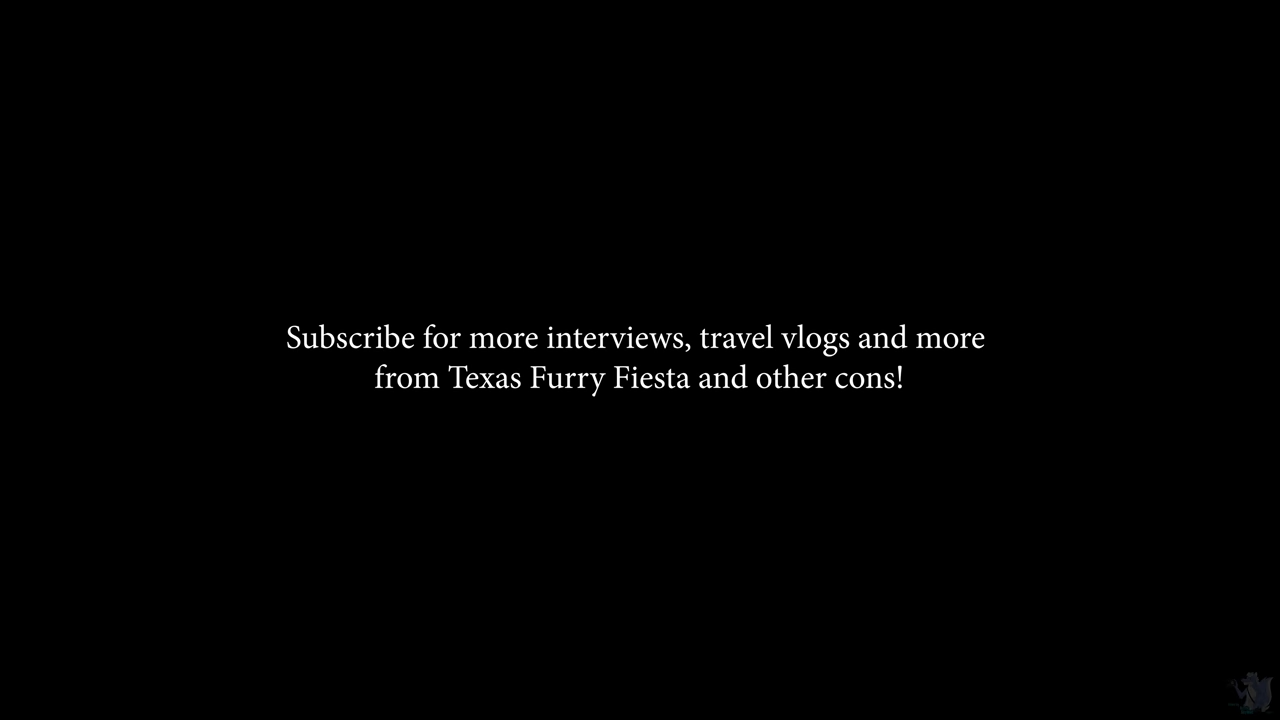 Subscribe for more interviews, travel vlogs and more
from Texas Furry Fiesta and other cons!